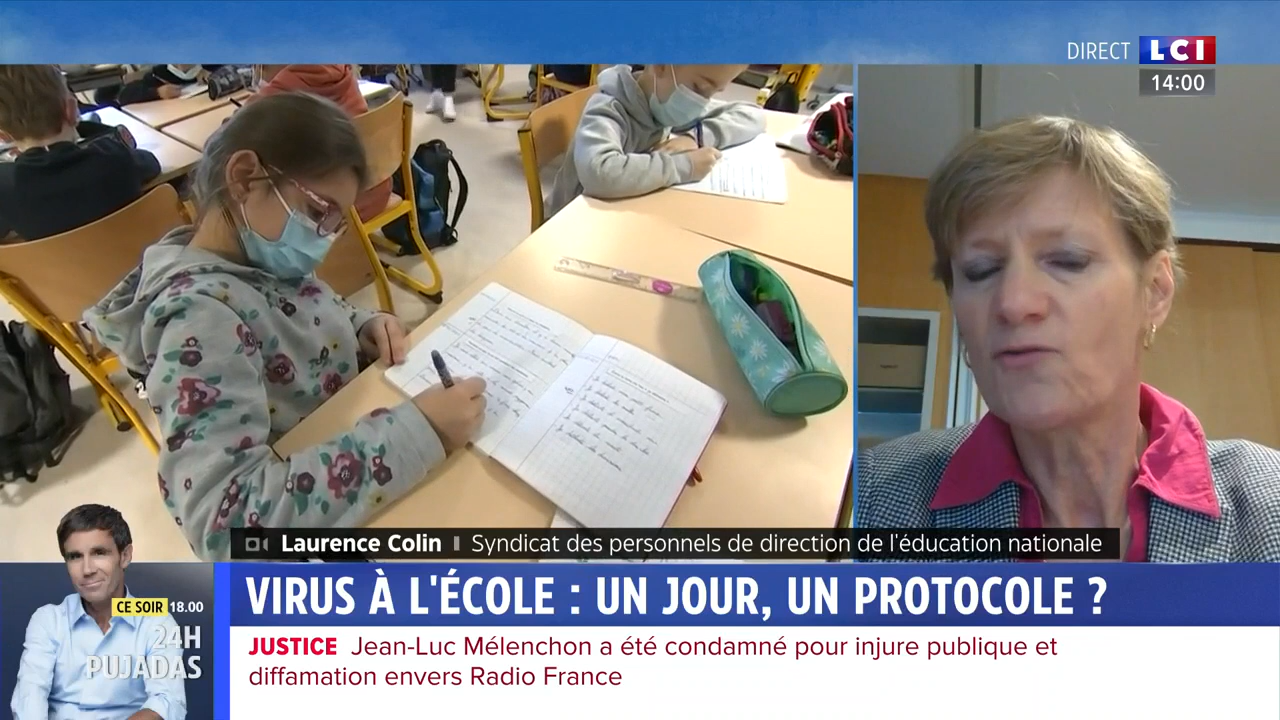 DIRECT LCI
14:00
Laurence Colin Syndicat des personnels de direction de l'éducation nationale
VIRUS À L'ÉCOLE : UN JOUR, UN PROTOCOLE ?
CE SOIR 18.00
24H
PUJADAS
JUSTICE Jean-Luc Mélenchon a été condamné pour injure publique et
diffamation envers Radio France